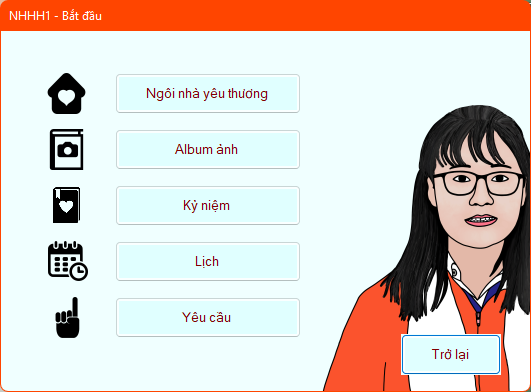 NHHH1 - Bắt đầu
Ngôi nhà yêu thương
Album ảnh
Kỷ niệm
Lịch
Yêu cầu
Trở lại